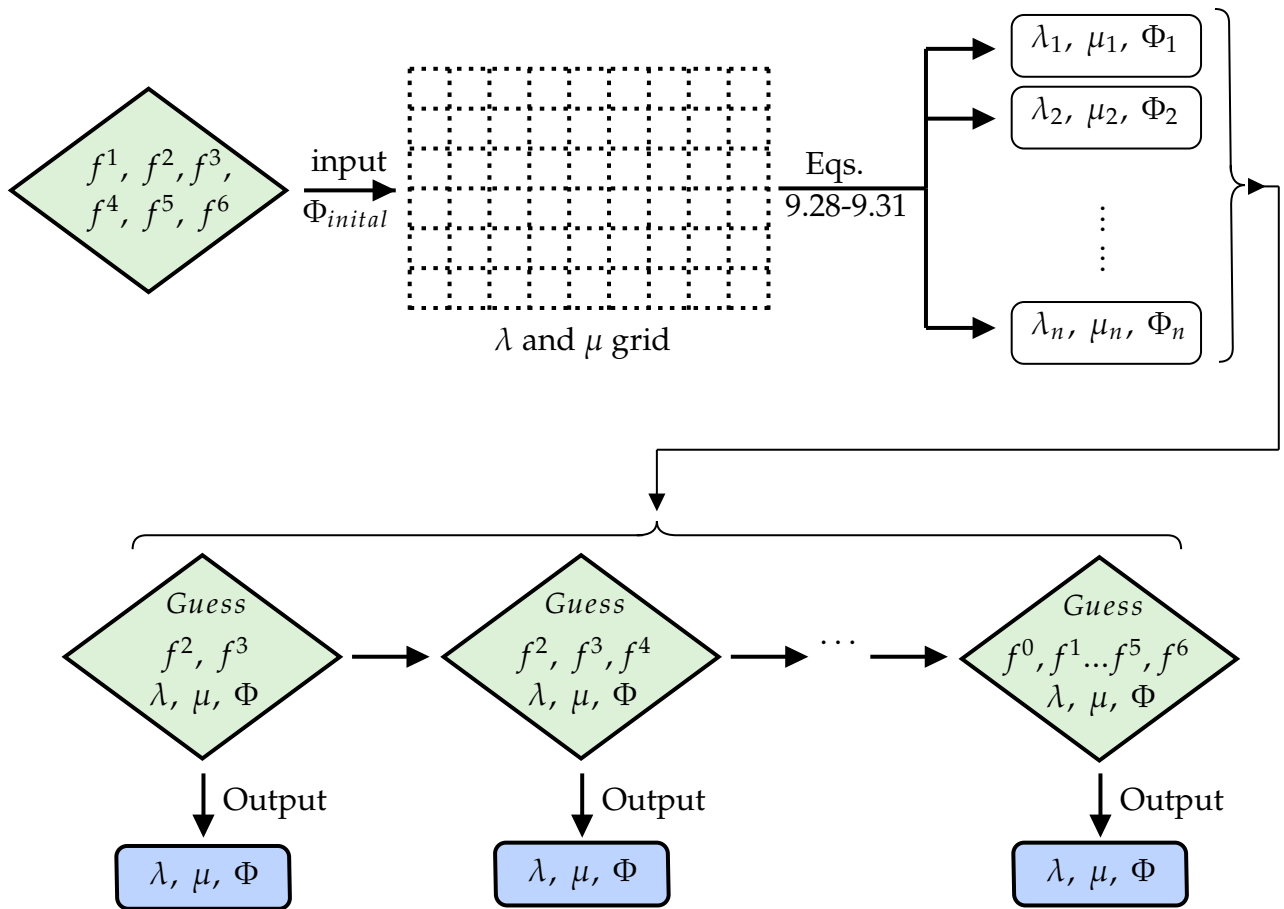 f¹, f², f³,
f⁴, f⁵, f⁶
input
Φ_inital
λ and μ grid
Eqs.
9.28-9.31
λ₁, μ₁, Φ₁
λ₂, μ₂, Φ₂
⋮
⋮
λₙ, μₙ, Φₙ
Guess
f², f³
λ, μ, Φ
Output
λ, μ, Φ
Guess
f², f³, f⁴
λ, μ, Φ
Output
λ, μ, Φ
...
Guess
f⁰, f¹...f⁵, f⁶
λ, μ, Φ
Output
λ, μ, Φ